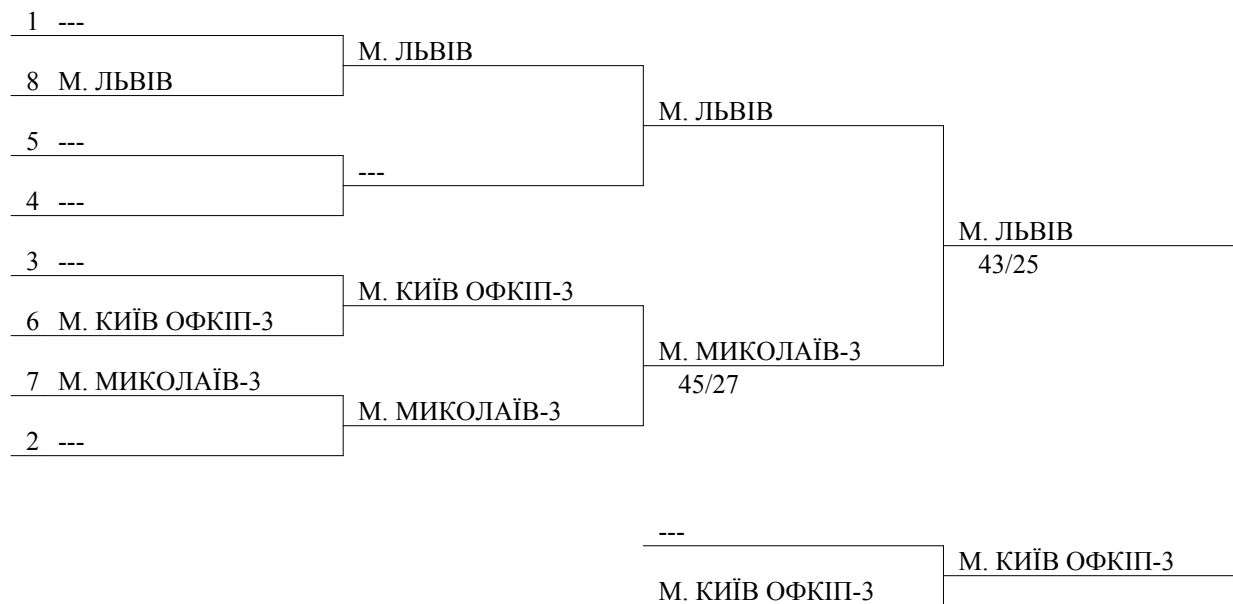 1 ---
М. ЛЬВІВ
8 М. ЛЬВІВ
М. ЛЬВІВ
5 ---
---
4 ---
М. ЛЬВІВ
43/25
3 ---
М. КИЇВ ОФКІП-3
6 М. КИЇВ ОФКІП-3
М. МИКОЛАЇВ-3
45/27
7 М. МИКОЛАЇВ-3
М. МИКОЛАЇВ-3
2 ---
---
М. КИЇВ ОФКІП-3
М. КИЇВ ОФКІП-3